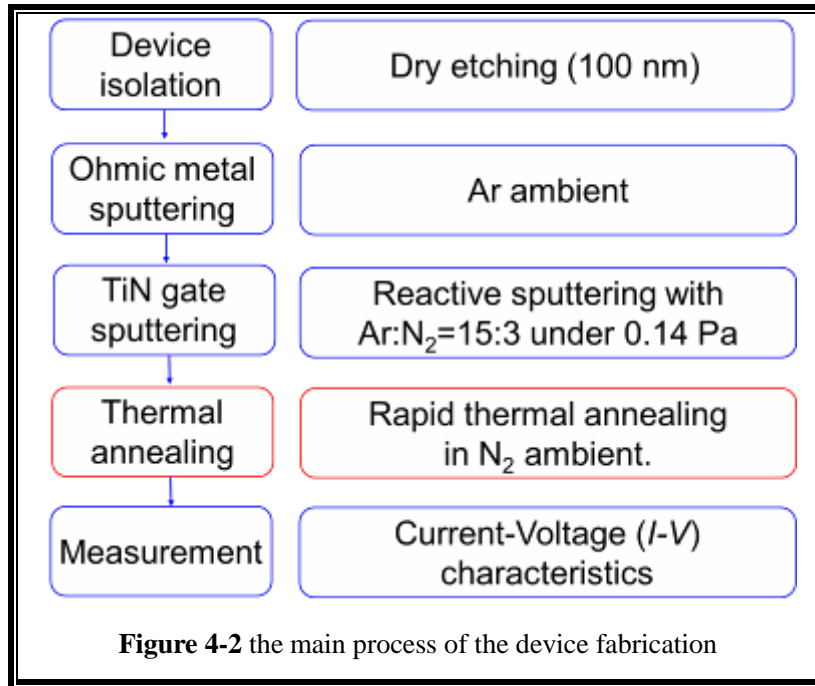 Device
isolation
Dry etching (100 nm)
Ohmic metal
sputtering
Ar ambient
TiN gate
sputtering
Reactive sputtering with
Ar:N₂=15:3 under 0.14 Pa
Thermal
annealing
Rapid thermal annealing
in N₂ ambient.
Measurement
Current-Voltage (I-V)
characteristics
Figure 4-2 the main process of the device fabrication